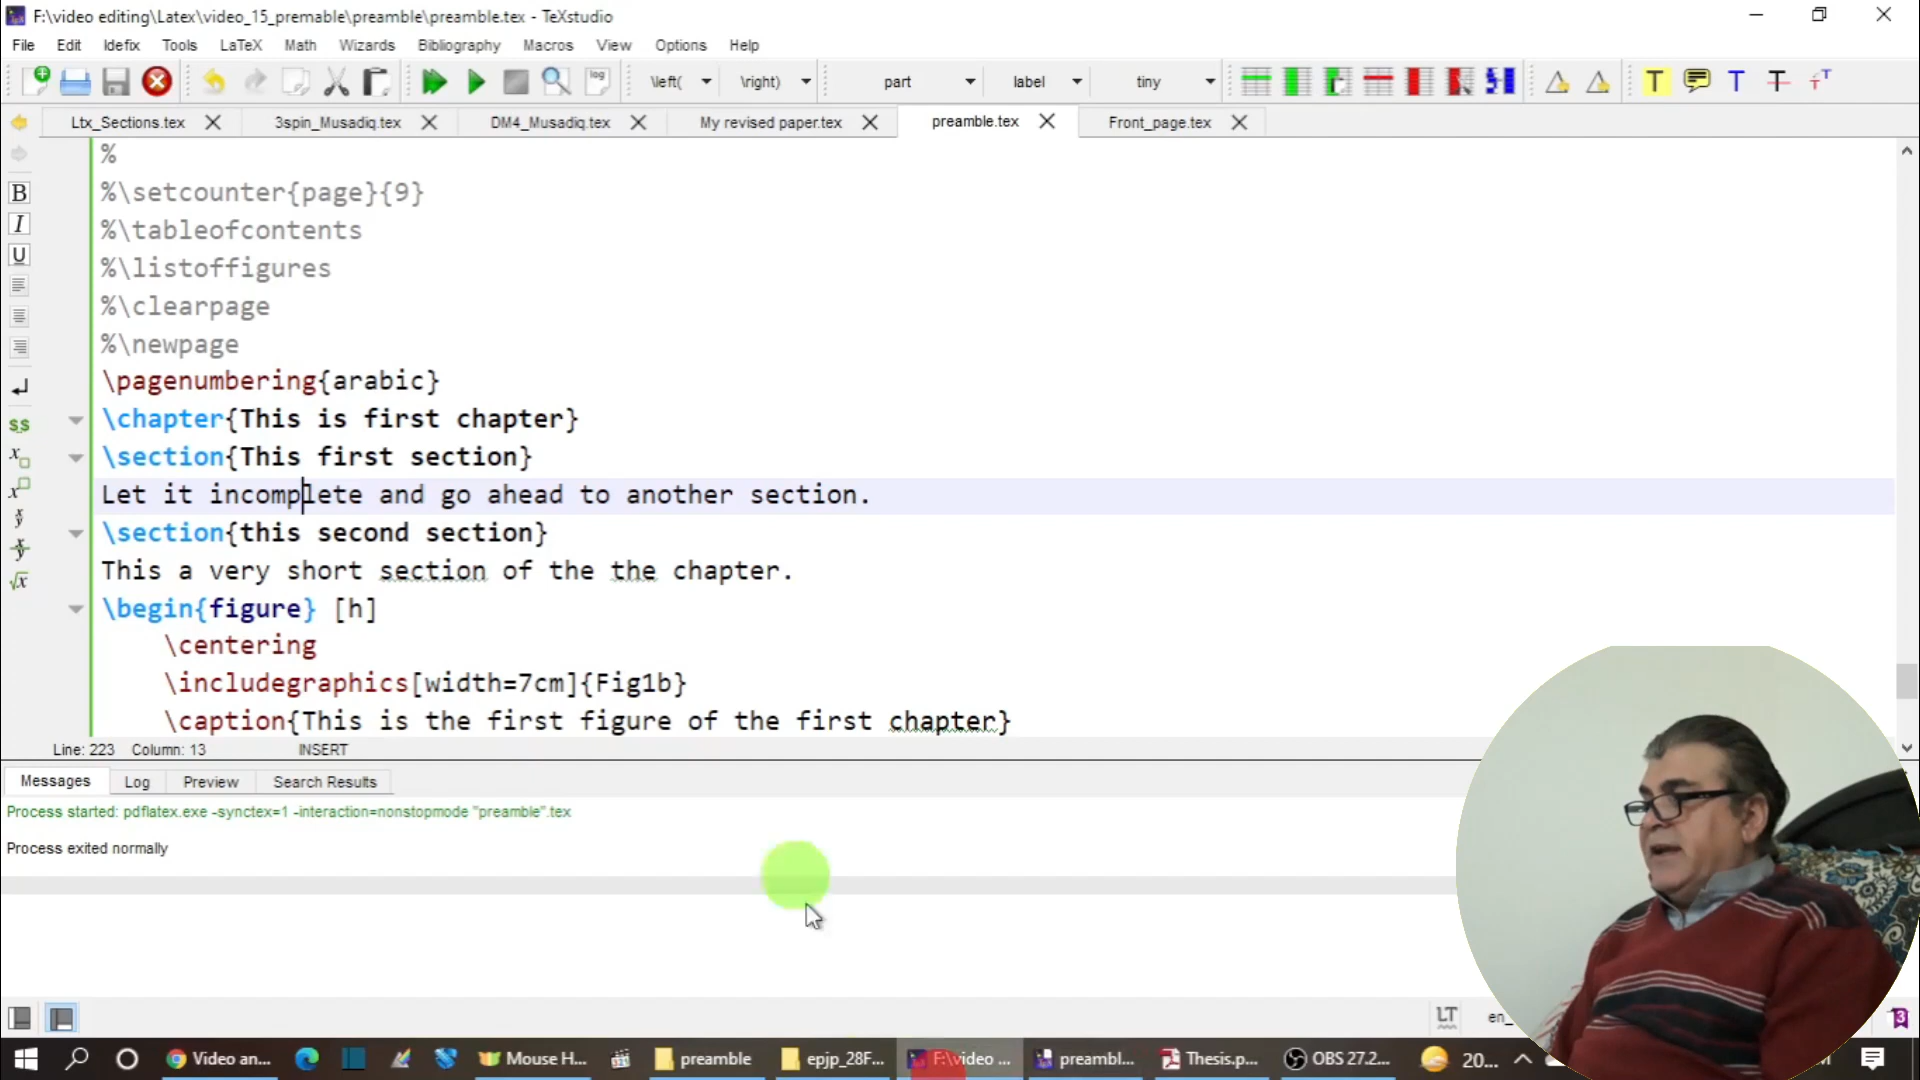 F:\video editing\Latex\video_15_premable\preamble\preamble.tex - TeXstudio
File Edit Idefix Tools LaTeX Math Wizards Bibliography Macros View Options Help
log \left( \right) part label tiny T T T T
Ltx_Sections.tex 3spin_Musadiq.tex DM4_Musadiq.tex My revised paper.tex preamble.tex Front_page.tex
%
%\setcounter{page}{9}
%\tableofcontents
%\listoffigures
%\clearpage
%\newpage
\pagenumbering{arabic}
\chapter{This is first chapter}
\section{This first section}
Let it incomplete and go ahead to another section.
\section{this second section}
This a very short section of the the chapter.
\begin{figure} [h]
\centering
\includegraphics[width=7cm]{Fig1b}
\caption{This is the first figure of the first chapter}
B
I
U
$$
Line: 223 Column: 13 INSERT
Messages Log Preview Search Results
Process started: pdflatex.exe -synctex=1 -interaction=nonstopmode "preamble".tex
Process exited normally
LT en_ 3
Video an... Mouse H... preamble epjp_28F... F:\video ... preambl... Thesis.p... OBS 27.2... 20...